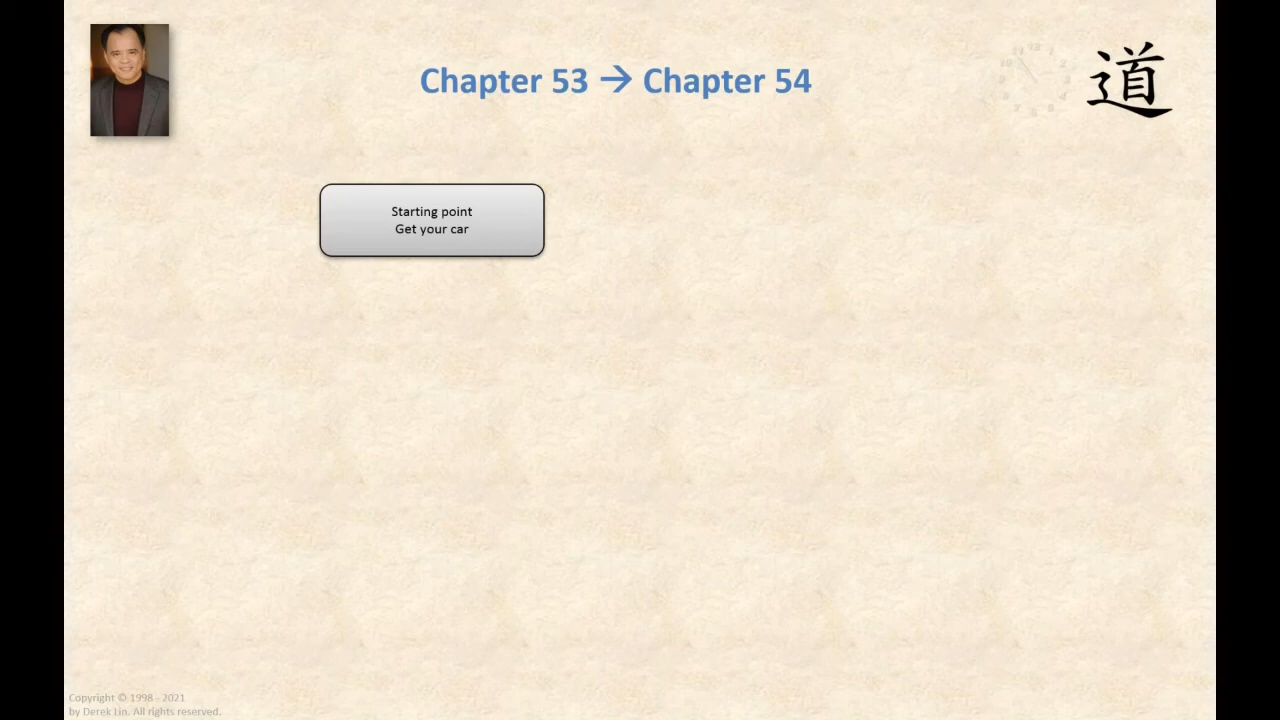 Chapter 53 → Chapter 54
道
Starting point
Get your car
Copyright © 1998 - 2021
by Derek Lin. All rights reserved.